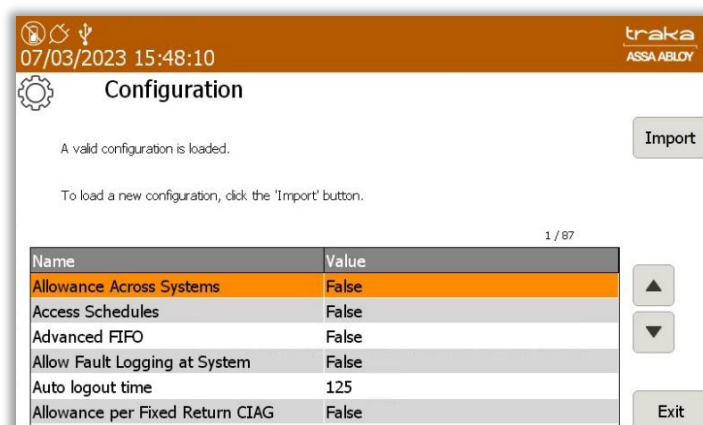 traka
07/03/2023 15:48:10
ASSA ABLOY
Configuration
Import
A valid configuration is loaded.
To load a new configuration, click the 'Import' button.
1 / 87
Name Value
Allowance Across Systems False
Access Schedules False
Advanced FIFO False
Allow Fault Logging at System False
Auto logout time 125
Allowance per Fixed Return CIAG False
Exit